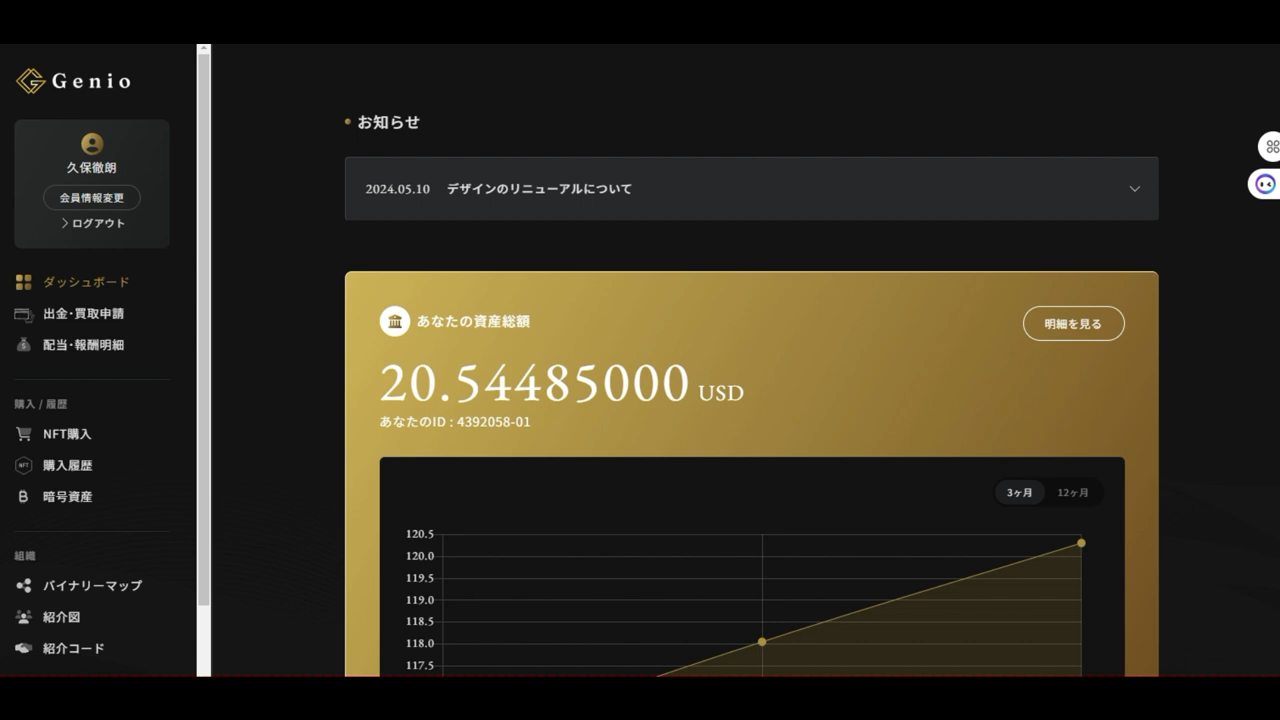 Genio
久保徹朗
会員情報変更
ログアウト
ダッシュボード
出金・買取申請
配当・報酬明細
購入 / 履歴
NFT購入
NFT
購入履歴
暗号資産
組織
バイナリーマップ
紹介図
紹介コード
お知らせ
2024.05.10 デザインのリニューアルについて
あなたの資産総額
明細を見る
20.54485000 USD
あなたのID : 4392058-01
3ヶ月 12ヶ月
120.5
120.0
119.5
119.0
118.5
118.0
117.5